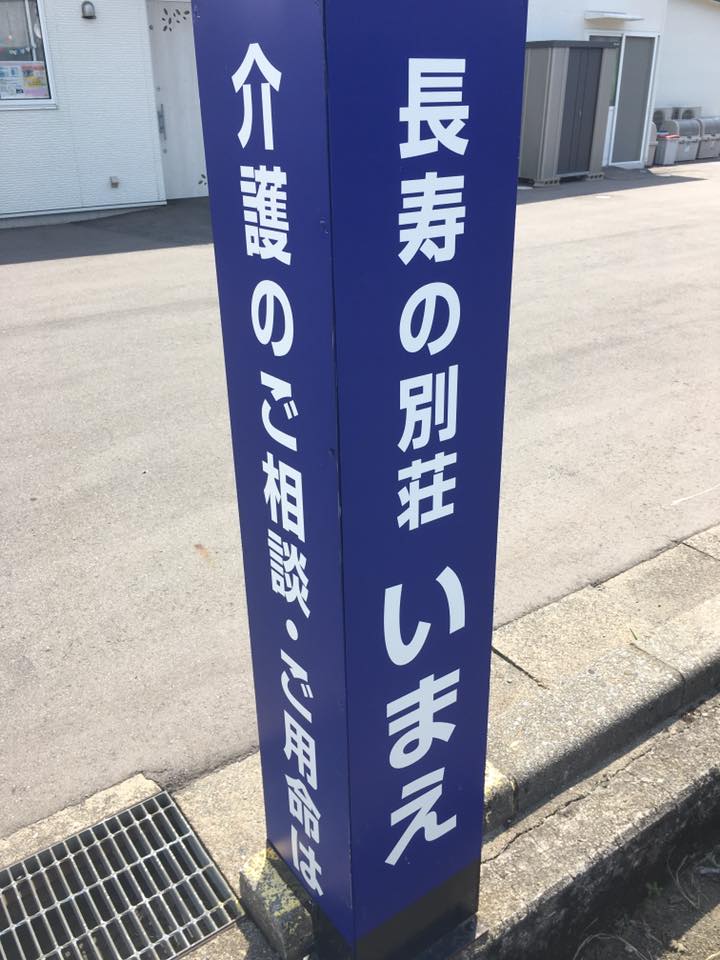 介護のご相談・ご用命は
長寿の別荘 いまえ